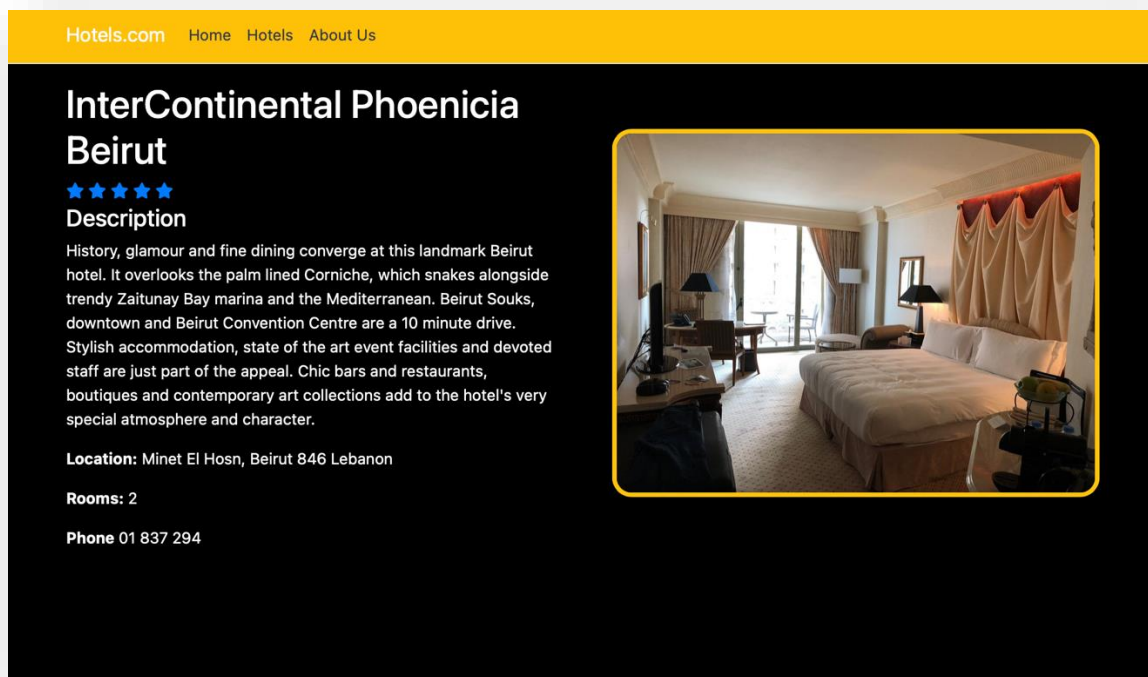 Hotels.com Home Hotels About Us
InterContinental Phoenicia
Beirut
Description
History, glamour and fine dining converge at this landmark Beirut
hotel. It overlooks the palm lined Corniche, which snakes alongside
trendy Zaitunay Bay marina and the Mediterranean. Beirut Souks,
downtown and Beirut Convention Centre are a 10 minute drive.
Stylish accommodation, state of the art event facilities and devoted
staff are just part of the appeal. Chic bars and restaurants,
boutiques and contemporary art collections add to the hotel's very
special atmosphere and character.
Location: Minet El Hosn, Beirut 846 Lebanon
Rooms: 2
Phone 01 837 294